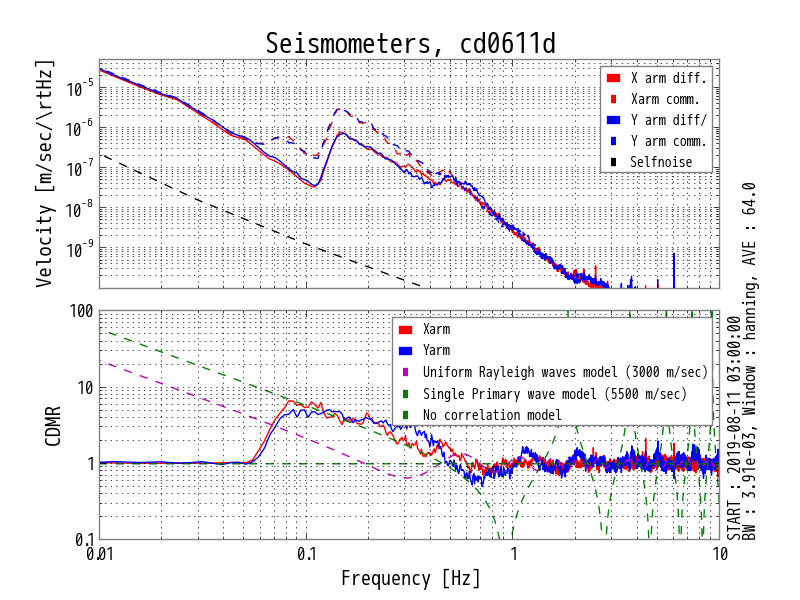 Seismometers, cd0611d
Velocity [m/sec/\rtHz]
10^-5
10^-6
10^-7
10^-8
10^-9
X arm diff.
Xarm comm.
Y arm diff/
Y arm comm.
Selfnoise
CDMR
100
10
1
0.1
Xarm
Yarm
Uniform Rayleigh waves model (3000 m/sec)
Single Primary wave model (5500 m/sec)
No correlation model
0.01
0.1
1
10
Frequency [Hz]
START : 2019-08-11 03:00:00
BW : 3.91e-03, Window : hanning, AVE : 64.0